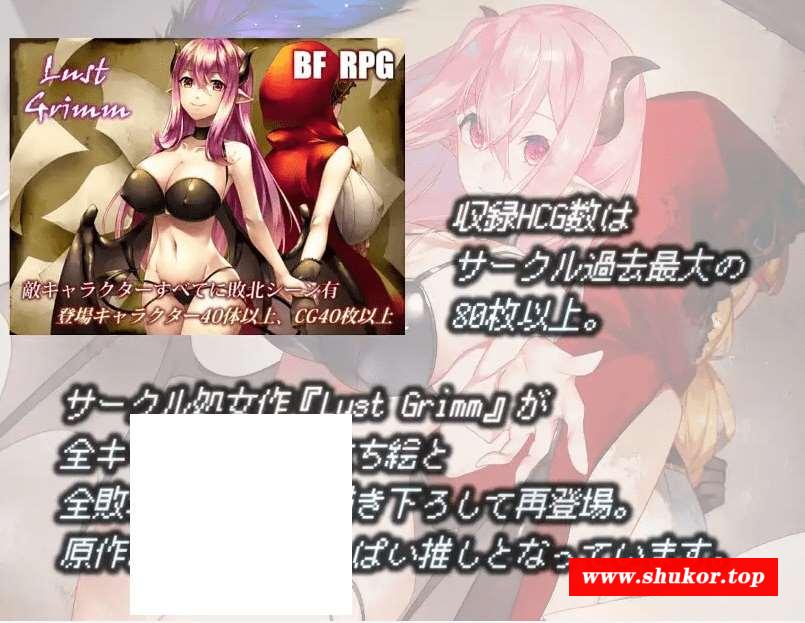 Lust
Grimm
BF RPG
敵キャラクターすべてに敗北シーン有
登場キャラクター40体以上、CG40枚以上
収録HCG数は
サークル過去最大の
80枚以上。
サークル処女作『Lust Grimm』が
全キ ち絵と
全敗 き下ろして再登場。
原作 ぱい推しとなっています。
www.shukor.top